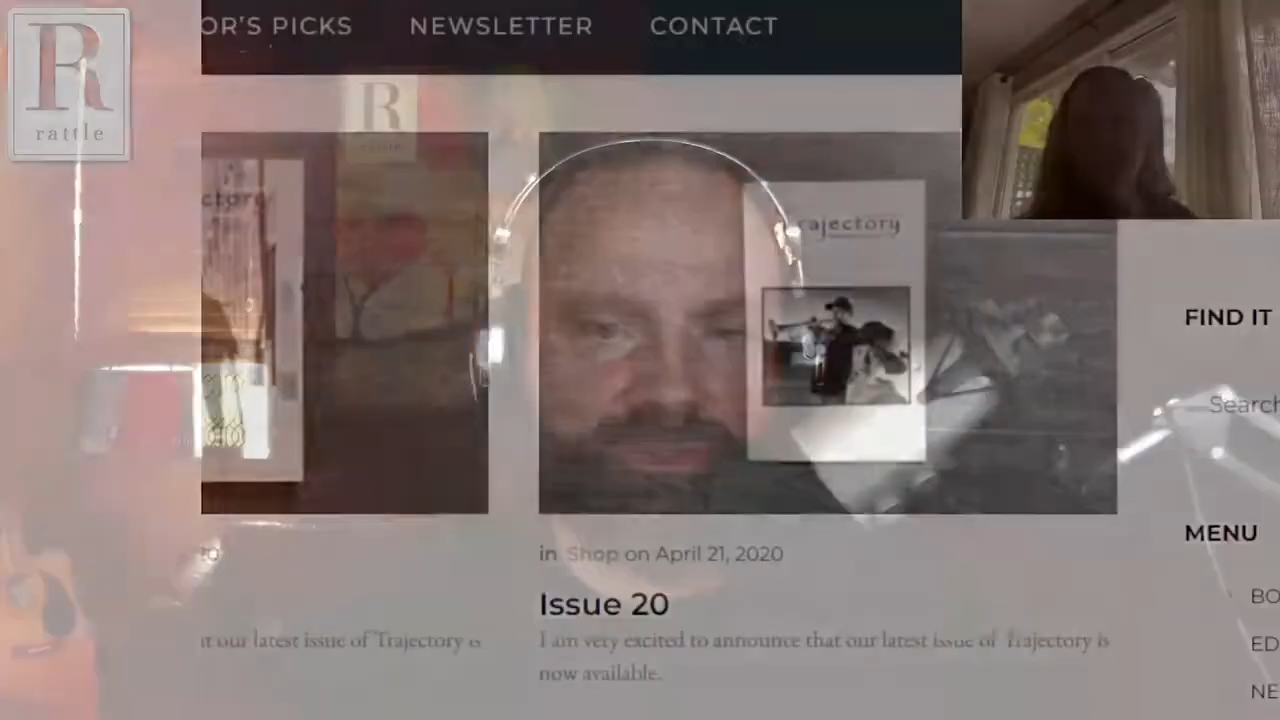 R
rattle
OR'S PICKS NEWSLETTER CONTACT
R
rajectory
FIND IT
Search
in Shop on April 21, 2020
MENU
Issue 20
BO
t our latest issue of Trajectory is
I am very excited to announce that our latest issue of Trajectory is
now available.
ED
NE